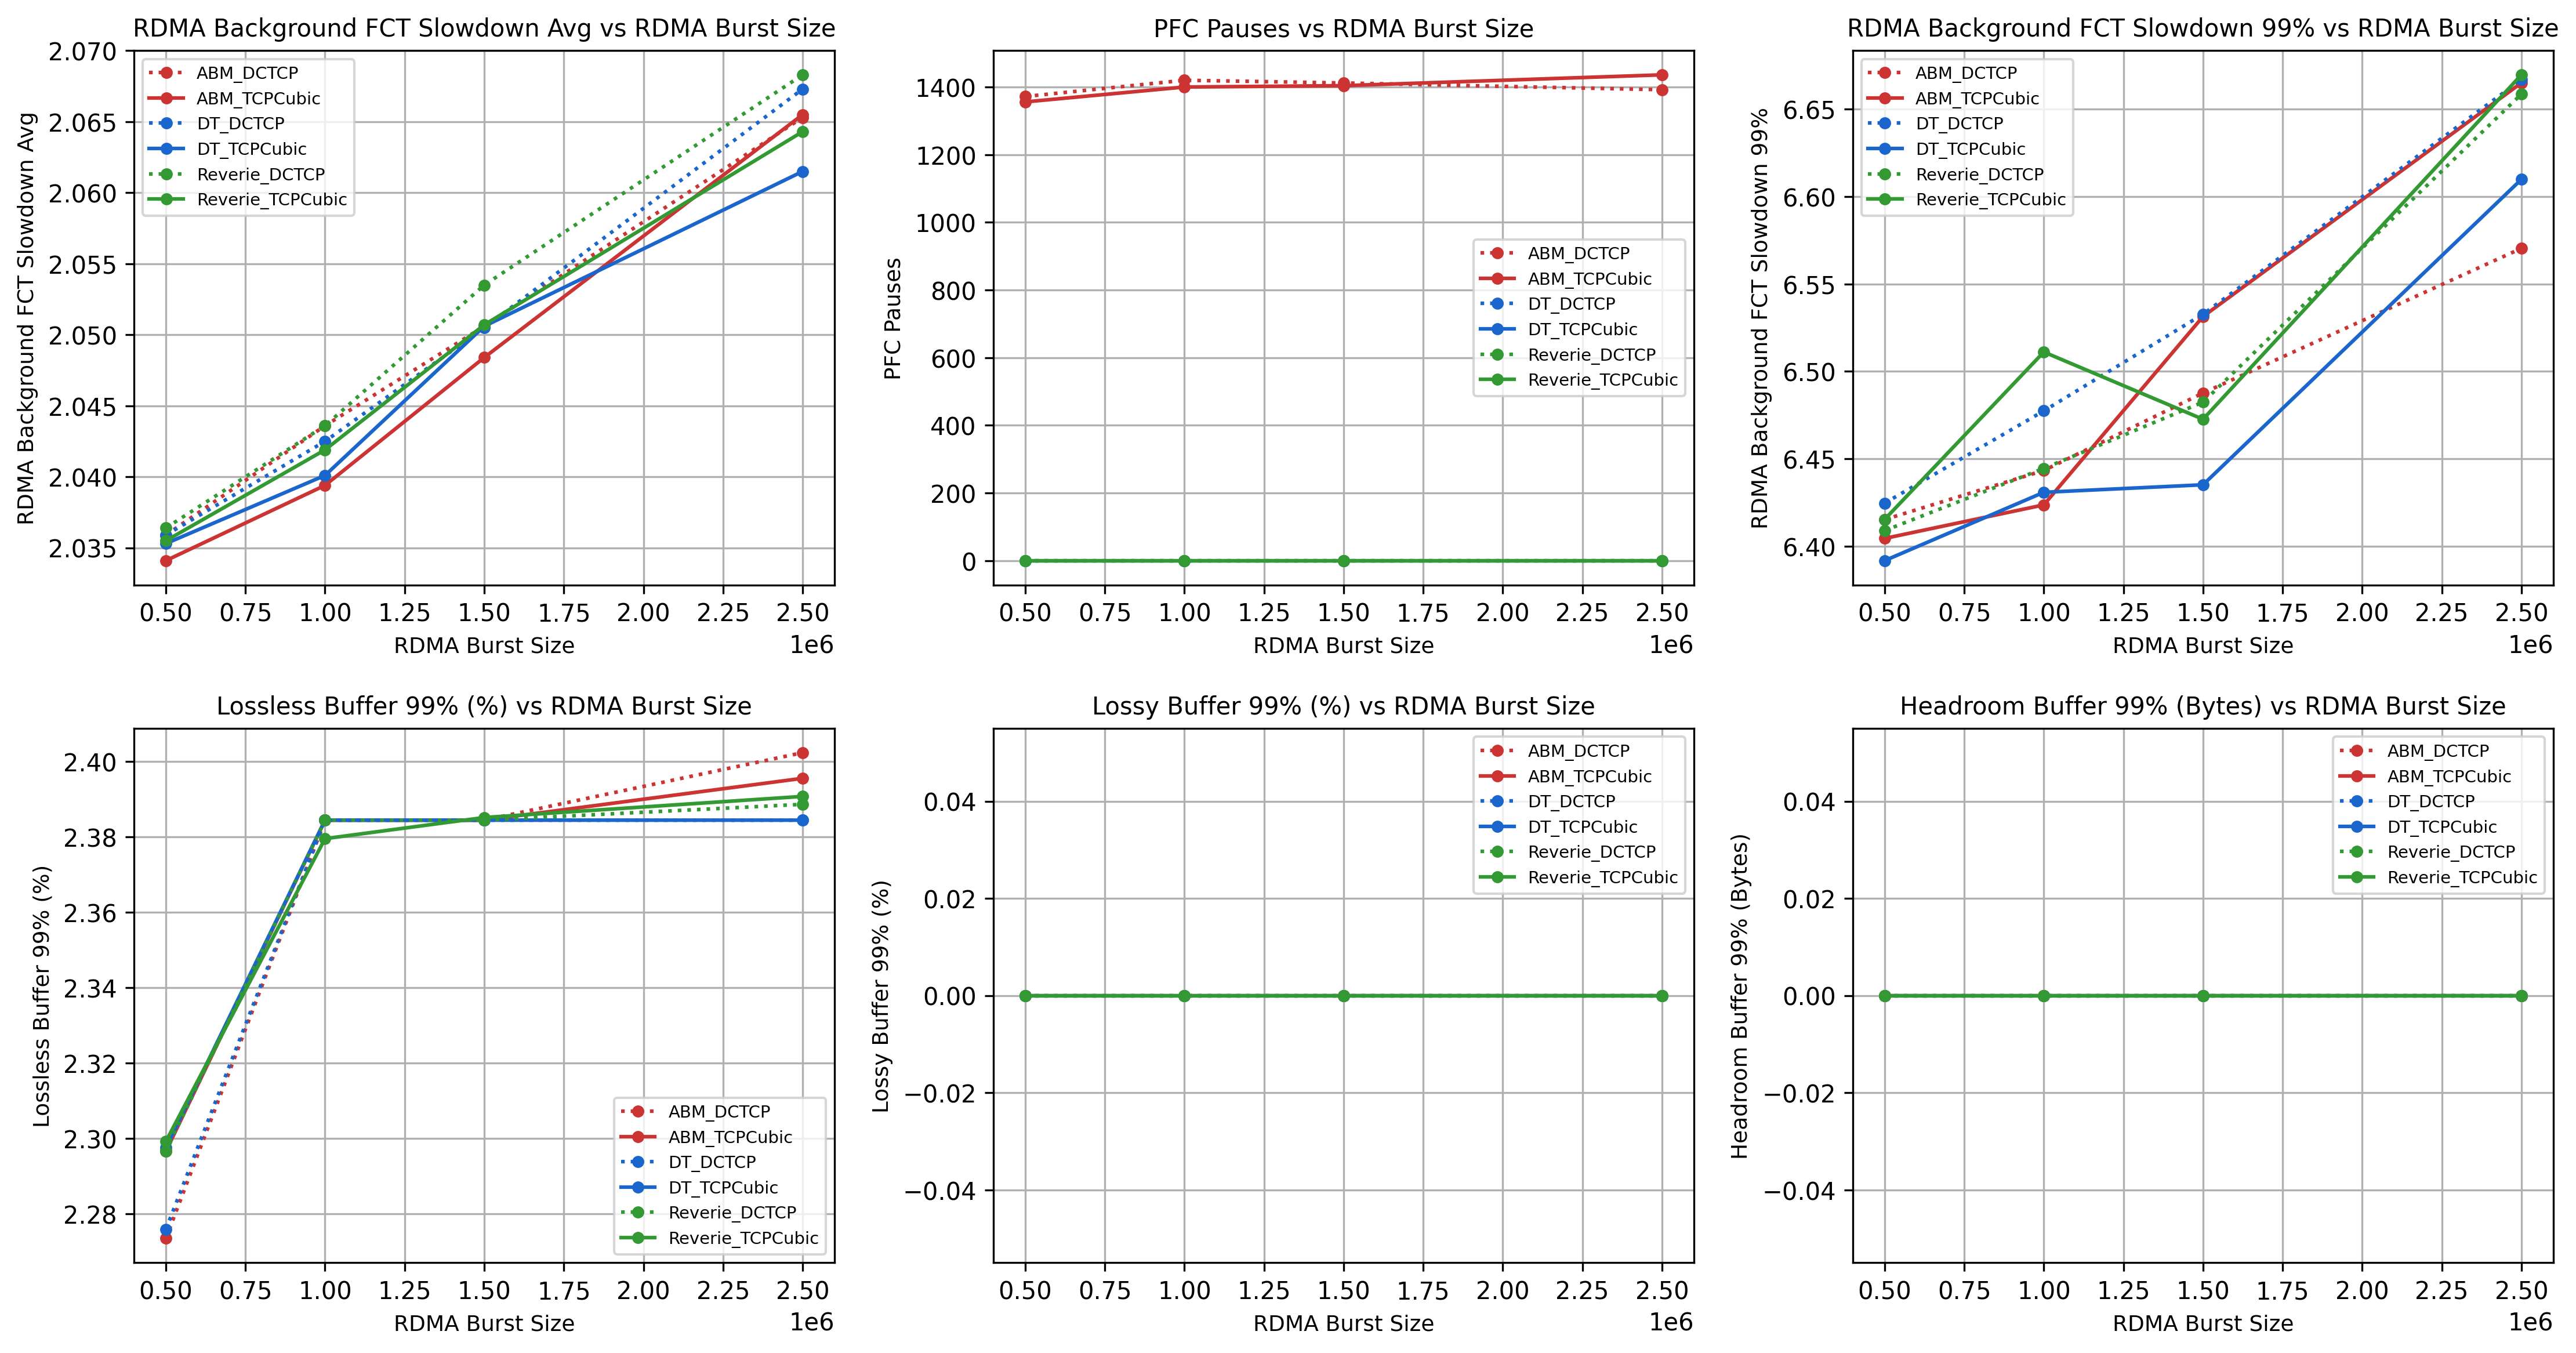 RDMA Background FCT Slowdown Avg vs RDMA Burst Size
RDMA Background FCT Slowdown Avg
2.070
2.065
2.060
2.055
2.050
2.045
2.040
2.035
ABM_DCTCP
ABM_TCPCubic
DT_DCTCP
DT_TCPCubic
Reverie_DCTCP
Reverie_TCPCubic
0.50 0.75 1.00 1.25 1.50 1.75 2.00 2.25 2.50
RDMA Burst Size
1e6
PFC Pauses vs RDMA Burst Size
PFC Pauses
1400
1200
1000
800
600
400
200
0
ABM_DCTCP
ABM_TCPCubic
DT_DCTCP
DT_TCPCubic
Reverie_DCTCP
Reverie_TCPCubic
0.50 0.75 1.00 1.25 1.50 1.75 2.00 2.25 2.50
RDMA Burst Size
1e6
RDMA Background FCT Slowdown 99% vs RDMA Burst Size
RDMA Background FCT Slowdown 99%
6.65
6.60
6.55
6.50
6.45
6.40
ABM_DCTCP
ABM_TCPCubic
DT_DCTCP
DT_TCPCubic
Reverie_DCTCP
Reverie_TCPCubic
0.50 0.75 1.00 1.25 1.50 1.75 2.00 2.25 2.50
RDMA Burst Size
1e6
Lossless Buffer 99% (%) vs RDMA Burst Size
Lossless Buffer 99% (%)
2.40
2.38
2.36
2.34
2.32
2.30
2.28
ABM_DCTCP
ABM_TCPCubic
DT_DCTCP
DT_TCPCubic
Reverie_DCTCP
Reverie_TCPCubic
0.50 0.75 1.00 1.25 1.50 1.75 2.00 2.25 2.50
RDMA Burst Size
1e6
Lossy Buffer 99% (%) vs RDMA Burst Size
Lossy Buffer 99% (%)
0.04
0.02
0.00
−0.02
−0.04
ABM_DCTCP
ABM_TCPCubic
DT_DCTCP
DT_TCPCubic
Reverie_DCTCP
Reverie_TCPCubic
0.50 0.75 1.00 1.25 1.50 1.75 2.00 2.25 2.50
RDMA Burst Size
1e6
Headroom Buffer 99% (Bytes) vs RDMA Burst Size
Headroom Buffer 99% (Bytes)
0.04
0.02
0.00
−0.02
−0.04
ABM_DCTCP
ABM_TCPCubic
DT_DCTCP
DT_TCPCubic
Reverie_DCTCP
Reverie_TCPCubic
0.50 0.75 1.00 1.25 1.50 1.75 2.00 2.25 2.50
RDMA Burst Size
1e6